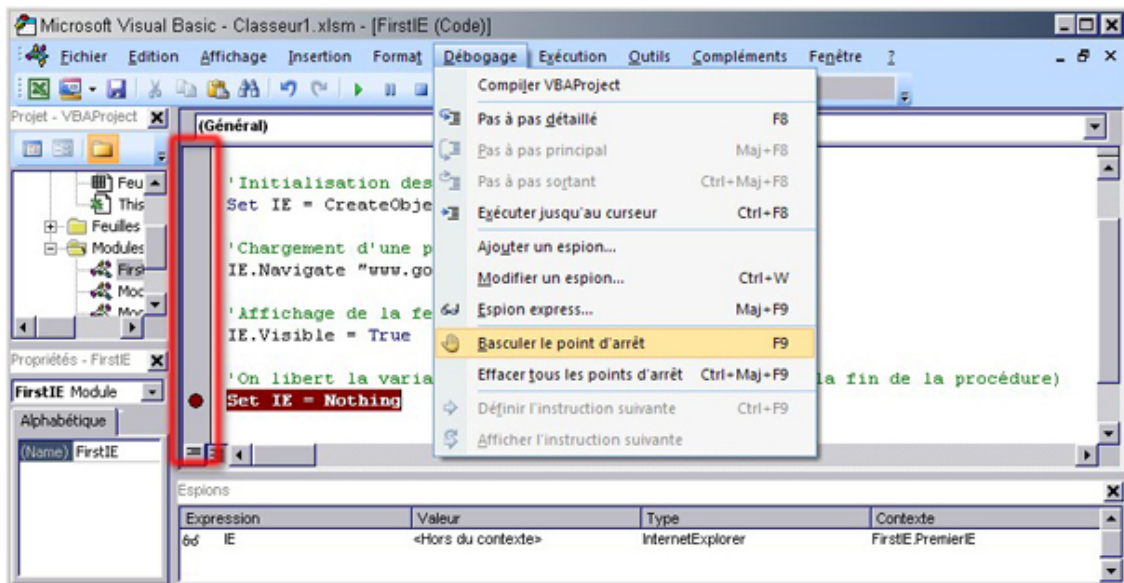 Microsoft Visual Basic - Classeur1.xlsm - [FirstIE (Code)]
Fichier Edition Affichage Insertion Format Débogage Exécution Outils Compléments Fenêtre ?
Projet - VBAProject
(Général)
Feu
This
Feuilles
Modules
First
Moc
Propriétés - FirstIE
FirstIE Module
Alphabétique
(Name) FirstIE
'Initialisation des
Set IE = CreateObje
'Chargement d'une p
IE.Navigate "www.go
'Affichage de la fe
IE.Visible = True
'On libert la varia
la fin de la procédure)
Set IE = Nothing
Compiler VBAProject
Pas à pas détaillé F8
Pas à pas principal Maj+F8
Pas à pas sortant Ctrl+Maj+F8
Exécuter jusqu'au curseur Ctrl+F8
Ajouter un espion...
Modifier un espion... Ctrl+W
Espion express... Maj+F9
Basculer le point d'arrêt F9
Effacer tous les points d'arrêt Ctrl+Maj+F9
Définir l'instruction suivante Ctrl+F9
Afficher l'instruction suivante
Espions
Expression Valeur Type Contexte
IE <Hors du contexte> InternetExplorer FirstIE.PremierIE